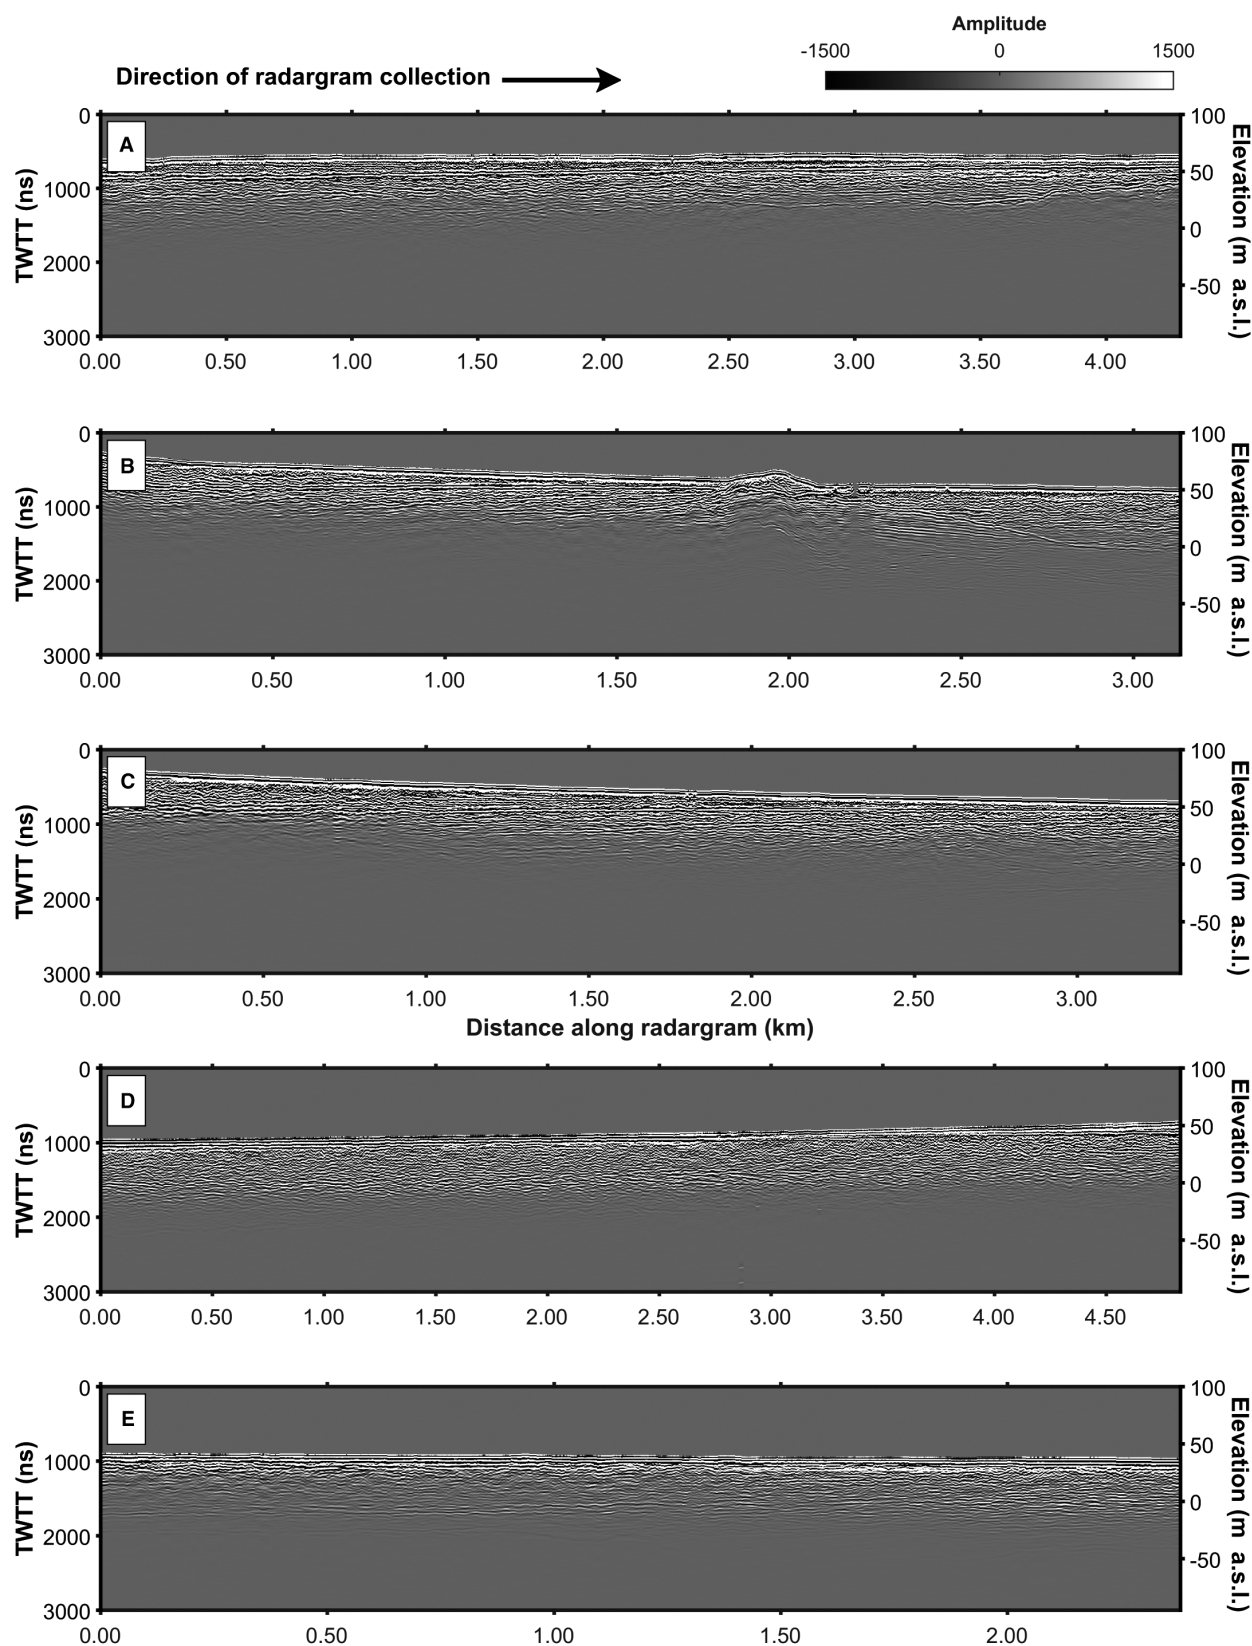 Amplitude
-1500 0 1500
Direction of radargram collection
A
TWTT (ns)
0
1000
2000
3000
100
50
0
-50
Elevation (m a.s.l.)
0.00 0.50 1.00 1.50 2.00 2.50 3.00 3.50 4.00
B
TWTT (ns)
0
1000
2000
3000
100
50
0
-50
Elevation (m a.s.l.)
0.00 0.50 1.00 1.50 2.00 2.50 3.00
C
TWTT (ns)
0
1000
2000
3000
100
50
0
-50
Elevation (m a.s.l.)
0.00 0.50 1.00 1.50 2.00 2.50 3.00
Distance along radargram (km)
D
TWTT (ns)
0
1000
2000
3000
100
50
0
-50
Elevation (m a.s.l.)
0.00 0.50 1.00 1.50 2.00 2.50 3.00 3.50 4.00 4.50
E
TWTT (ns)
0
1000
2000
3000
100
50
0
-50
Elevation (m a.s.l.)
0.00 0.50 1.00 1.50 2.00